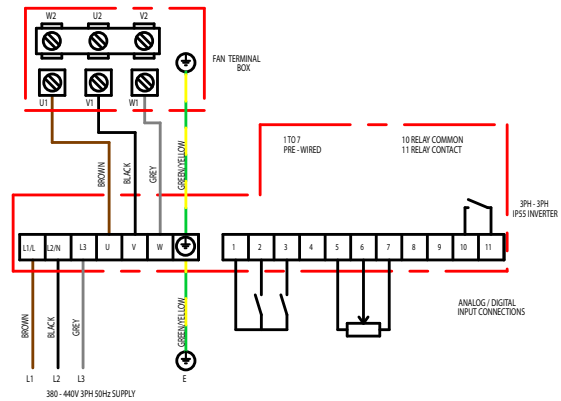 W2 U2 V2
FAN TERMINAL
BOX
U1 V1 W1
1 TO 7
PRE - WIRED
10 RELAY COMMON
11 RELAY CONTACT
BROWN
BLACK
GREY
GREEN/YELLOW
3PH - 3PH
IP55 INVERTER
L1/L L2/N L3 U V W
1 2 3 4 5 6 7 8 9 10 11
BROWN
BLACK
GREY
GREEN/YELLOW
ANALOG / DIGITAL
INPUT CONNECTIONS
L1 L2 L3 E
380 - 440V 3PH 50Hz SUPPLY